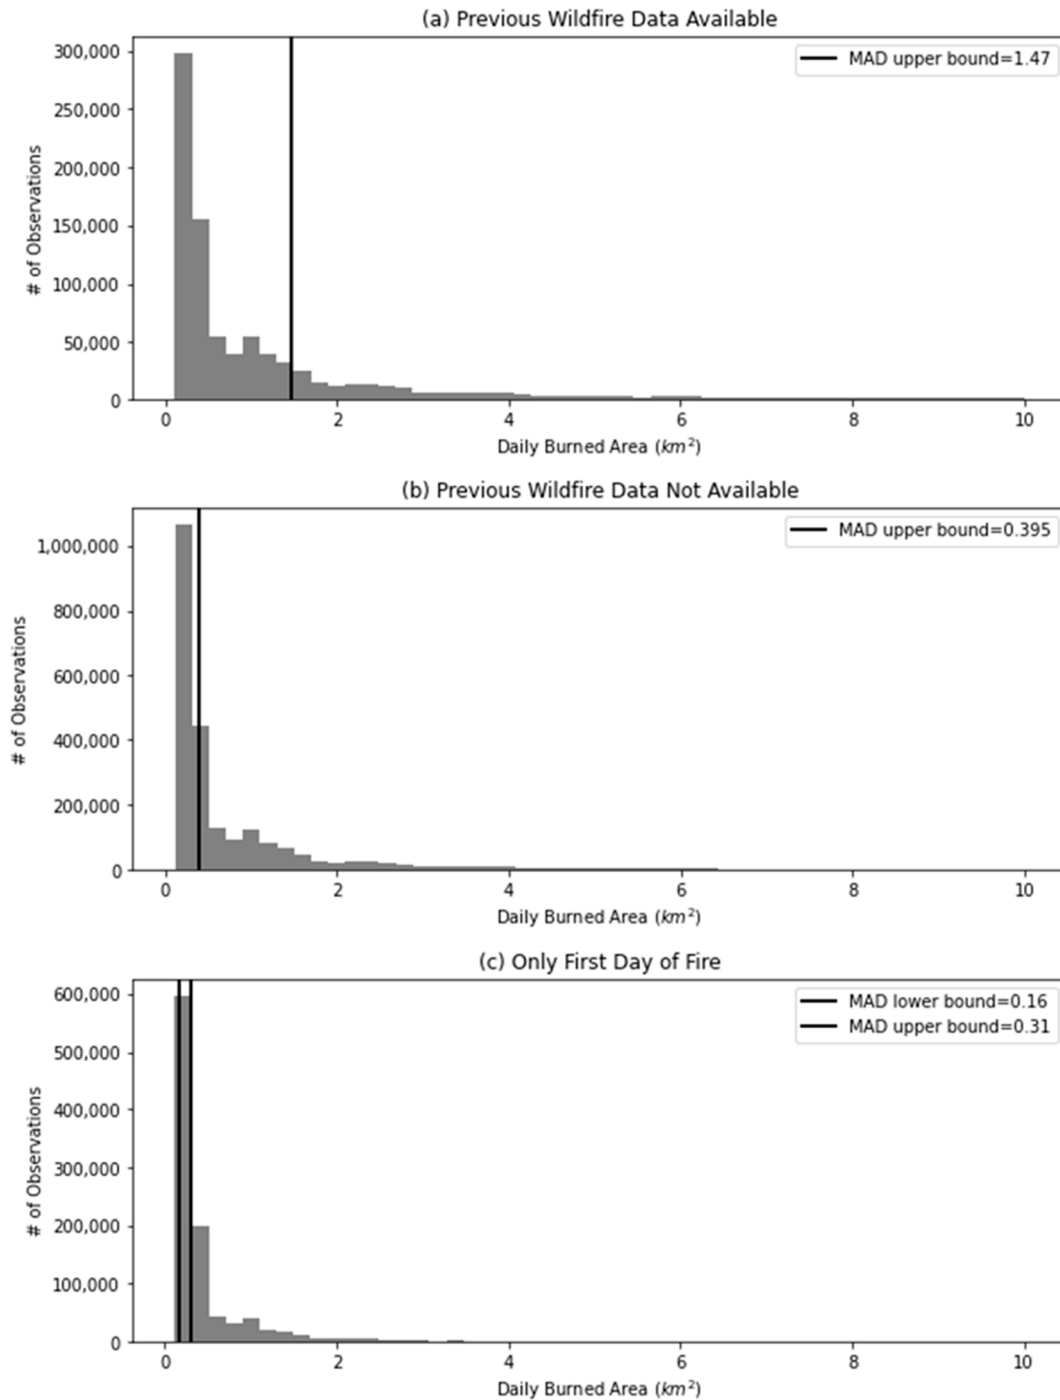 (a) Previous Wildfire Data Available
MAD upper bound=1.47
300,000
250,000
200,000
150,000
100,000
50,000
0
# of Observations
0 2 4 6 8 10
Daily Burned Area (km²)
(b) Previous Wildfire Data Not Available
MAD upper bound=0.395
1,000,000
800,000
600,000
400,000
200,000
0
# of Observations
0 2 4 6 8 10
Daily Burned Area (km²)
(c) Only First Day of Fire
MAD lower bound=0.16
MAD upper bound=0.31
600,000
500,000
400,000
300,000
200,000
100,000
0
# of Observations
0 2 4 6 8 10
Daily Burned Area (km²)